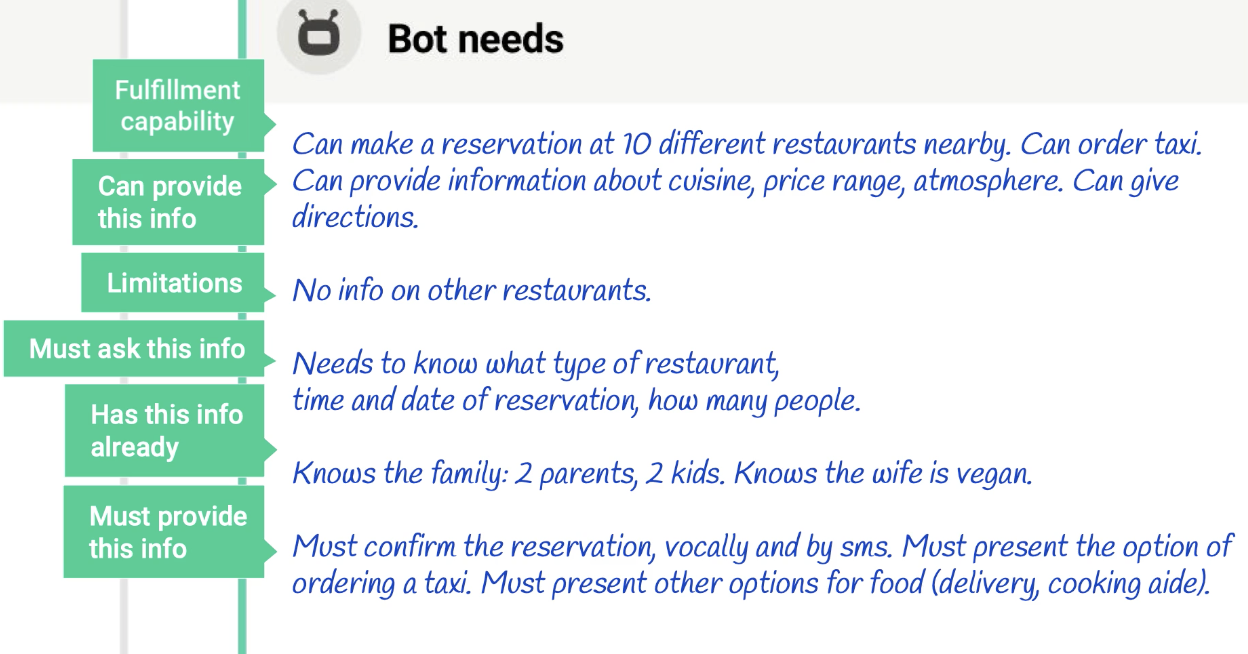 Bot needs
Fulfillment
capability
Can make a reservation at 10 different restaurants nearby. Can order taxi.
Can provide
this info
Can provide information about cuisine, price range, atmosphere. Can give
directions.
Limitations
No info on other restaurants.
Must ask this info
Needs to know what type of restaurant,
time and date of reservation, how many people.
Has this info
already
Knows the family: 2 parents, 2 kids. Knows the wife is vegan.
Must provide
this info
Must confirm the reservation, vocally and by sms. Must present the option of
ordering a taxi. Must present other options for food (delivery, cooking aide).